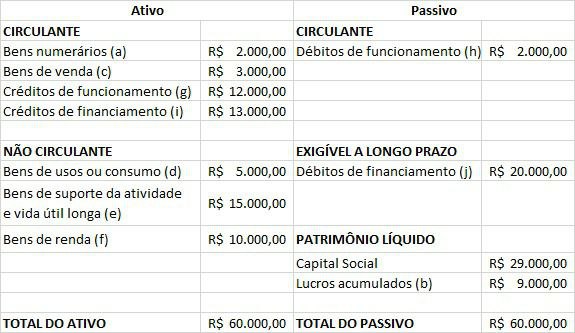 Ativo Passivo
CIRCULANTE CIRCULANTE
Bens numerários (a) R$ 2.000,00 Débitos de funcionamento (h) R$ 2.000,00
Bens de venda (c) R$ 3.000,00
Créditos de funcionamento (g) R$ 12.000,00
Créditos de financiamento (i) R$ 13.000,00
NÃO CIRCULANTE EXIGÍVEL A LONGO PRAZO
Bens de usos ou consumo (d) R$ 5.000,00 Débitos de financiamento (j) R$ 20.000,00
Bens de suporte da atividade
e vida útil longa (e) R$ 15.000,00
Bens de renda (f) R$ 10.000,00 PATRIMÔNIO LÍQUIDO
Capital Social R$ 29.000,00
Lucros acumulados (b) R$ 9.000,00
TOTAL DO ATIVO R$ 60.000,00 TOTAL DO PASSIVO R$ 60.000,00